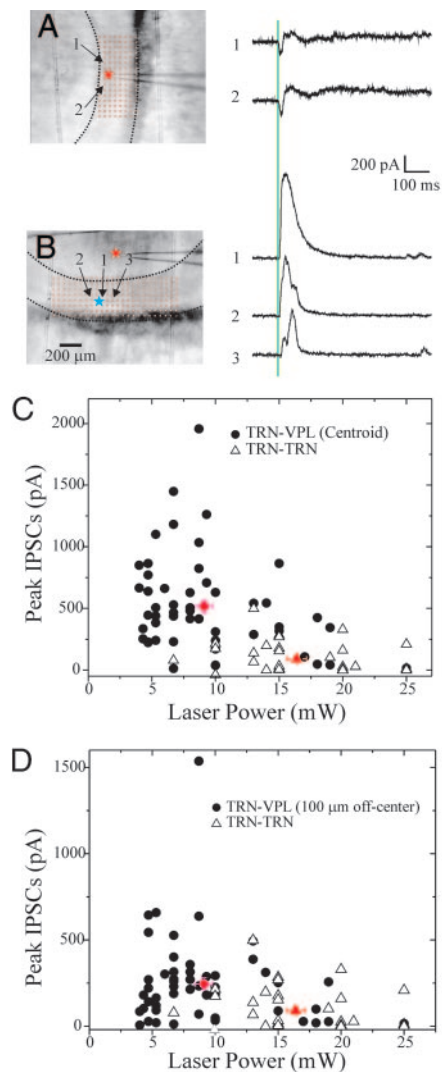 A
1
2
1
2
200 pA
100 ms
B
2 1 3
200 µm
1
2
3
C
2000
1500
1000
500
0
Peak IPSCs (pA)
● TRN-VPL (Centroid)
△ TRN-TRN
0 5 10 15 20 25
Laser Power (mW)
D
1500
1000
500
0
Peak IPSCs (pA)
● TRN-VPL (100 µm off-center)
△ TRN-TRN
0 5 10 15 20 25
Laser Power (mW)